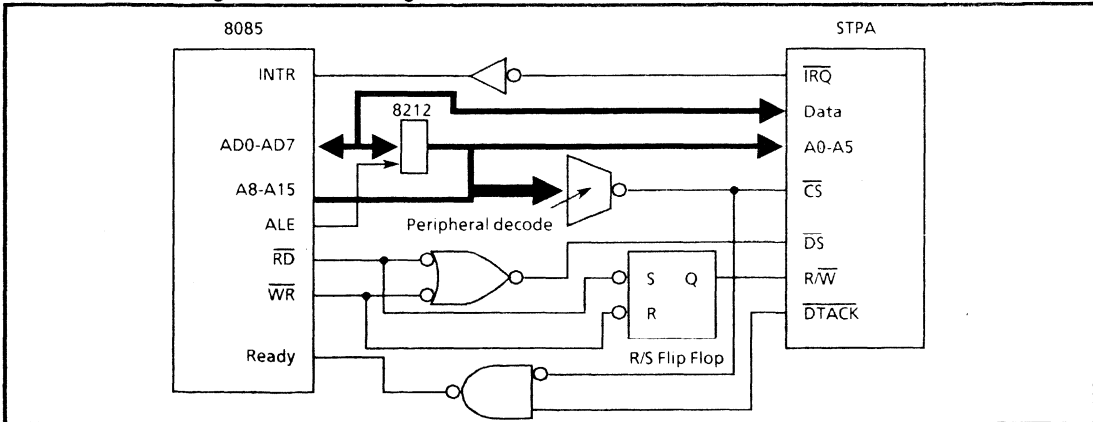 8085
STPA
INTR
IRQ
Data
8212
AD0-AD7
A0-A5
A8-A15
CS
ALE
Peripheral decode
DS
RD
S Q
R/W
WR
R
DTACK
Ready
R/S Flip Flop